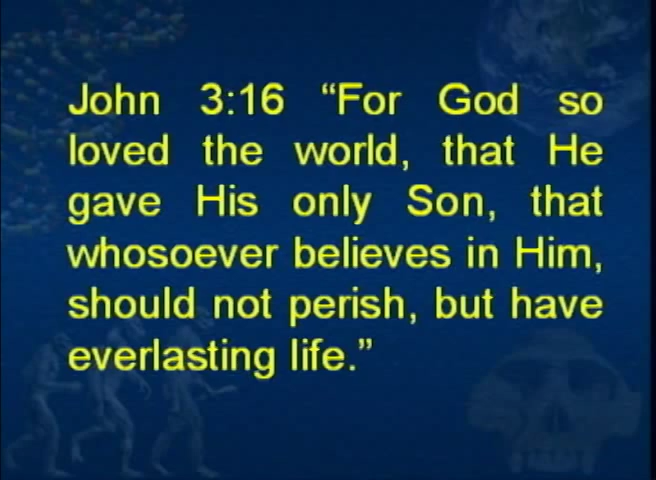 John 3:16 “For God so
loved the world, that He
gave His only Son, that
whosoever believes in Him,
should not perish, but have
everlasting life.”